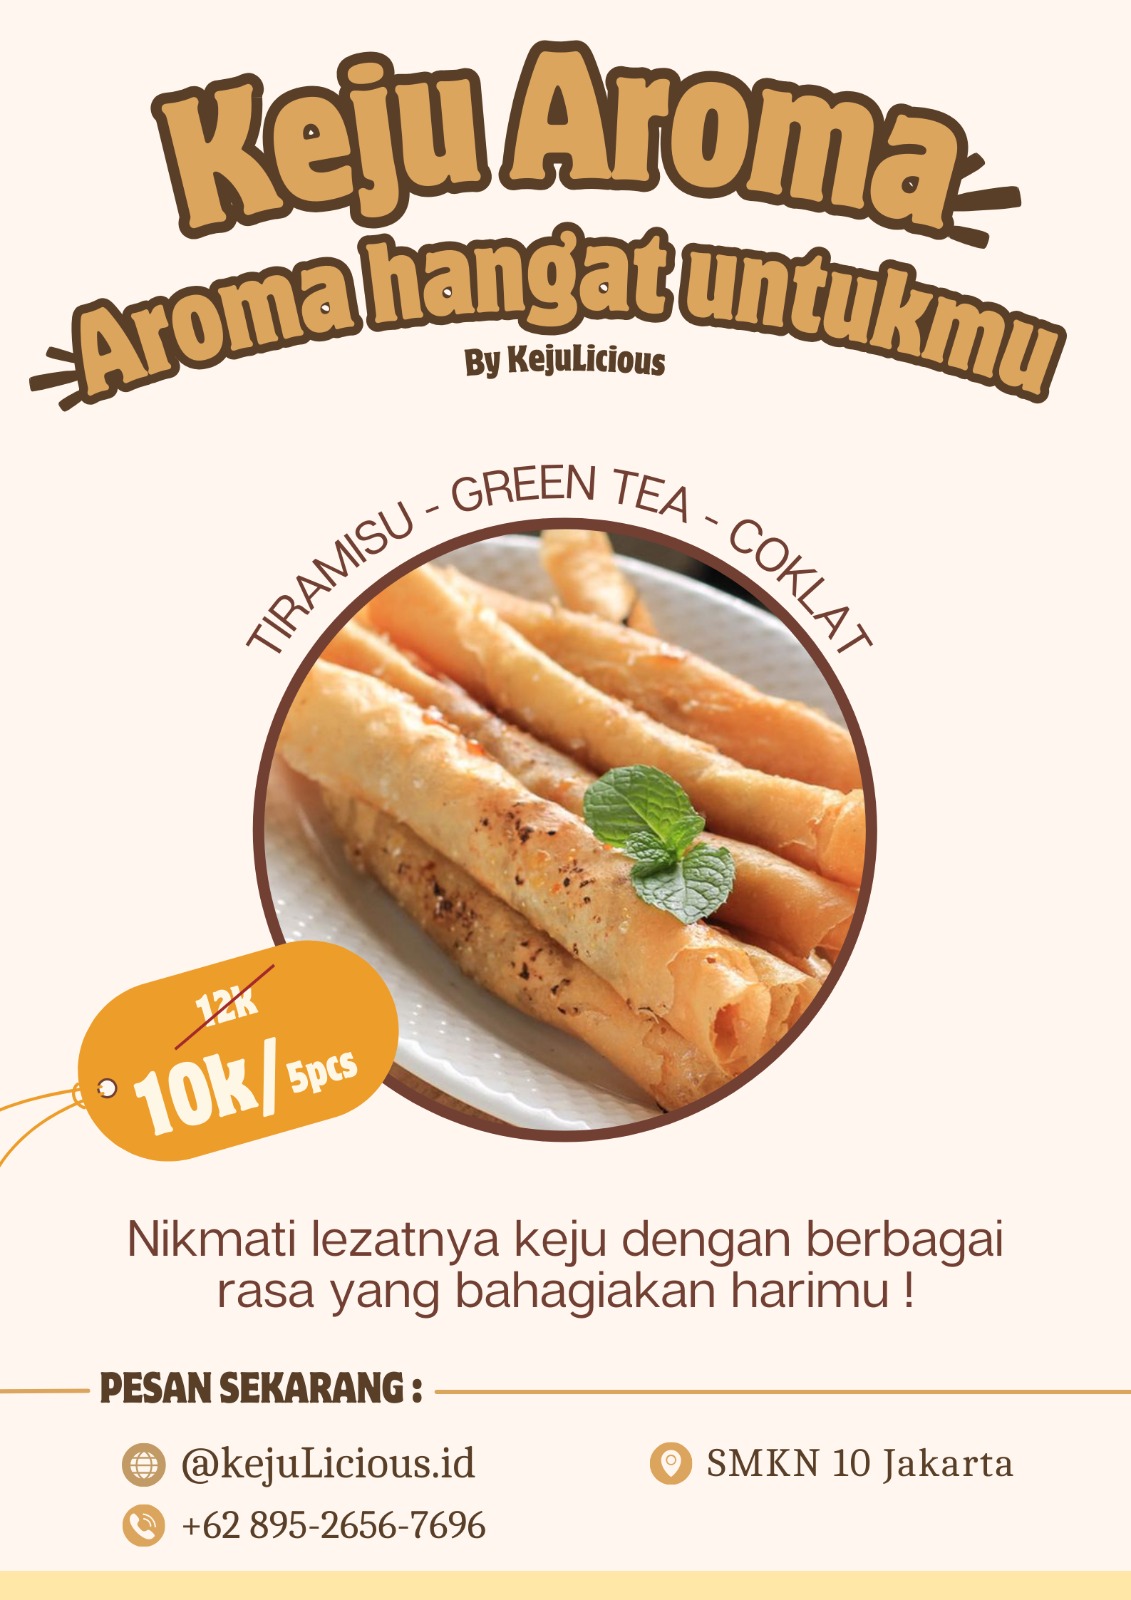 Keju Aroma
Aroma hangat untukmu
By KejuLicious
TIRAMISU - GREEN TEA - COKLAT
12k
10k/5pcs
Nikmati lezatnya keju dengan berbagai
rasa yang bahagiakan harimu !
PESAN SEKARANG :
@kejuLicious.id
SMKN 10 Jakarta
+62 895-2656-7696